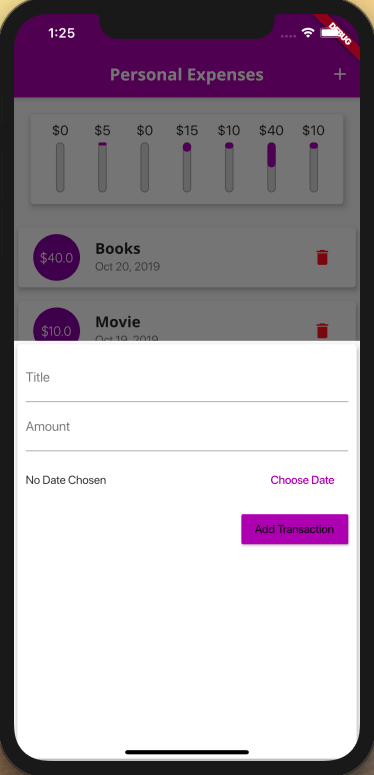 1:25
DEBUG
Personal Expenses
$0 $5 $0 $15 $10 $40 $10
$40.0
Books
Oct 20, 2019
$10.0
Movie
Oct 19, 2019
Title
Amount
No Date Chosen
Choose Date
Add Transaction